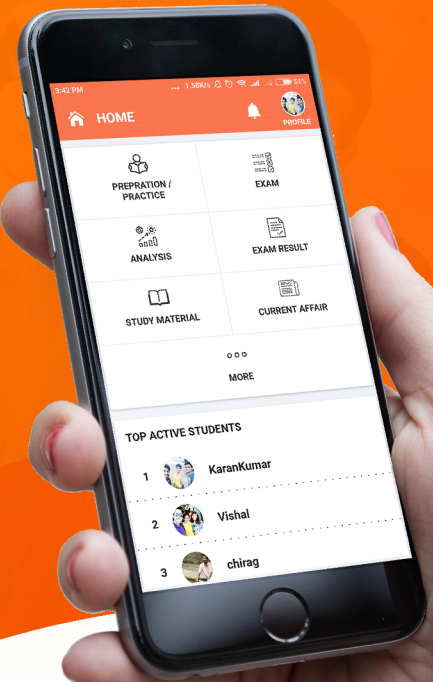 3:42 PM ... 1.58K/s 51%
HOME
PROFILE
PREPRATION /
PRACTICE
EXAM
ANALYSIS
EXAM RESULT
STUDY MATERIAL
CURRENT AFFAIR
MORE
TOP ACTIVE STUDENTS
1 KaranKumar
2 Vishal
3 chirag